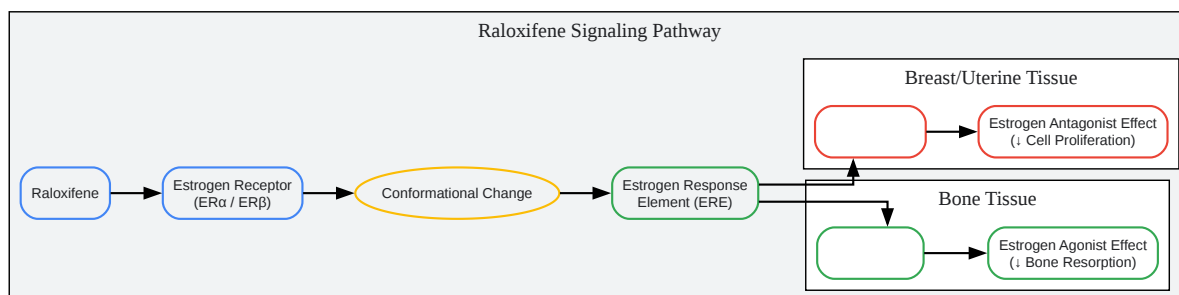 Raloxifene Signaling Pathway
Raloxifene
Estrogen Receptor
(ERα / ERβ)
Conformational Change
Estrogen Response
Element (ERE)
Breast/Uterine Tissue
Estrogen Antagonist Effect
(↓ Cell Proliferation)
Bone Tissue
Estrogen Agonist Effect
(↓ Bone Resorption)